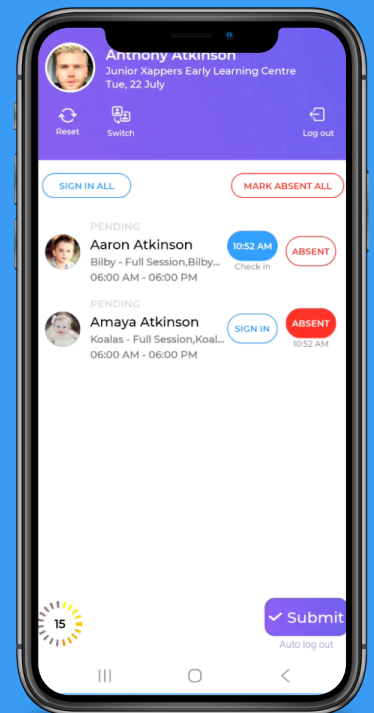 Anthony Atkinson
Junior Xappers Early Learning Centre
Tue, 22 July
Reset
Switch
Log out
SIGN IN ALL
MARK ABSENT ALL
PENDING
Aaron Atkinson
Bilby - Full Session,Bilby...
06:00 AM - 06:00 PM
10:52 AM
Check in
ABSENT
PENDING
Amaya Atkinson
Koalas - Full Session,Koal...
06:00 AM - 06:00 PM
SIGN IN
ABSENT
10:52 AM
15
Submit
Auto log out